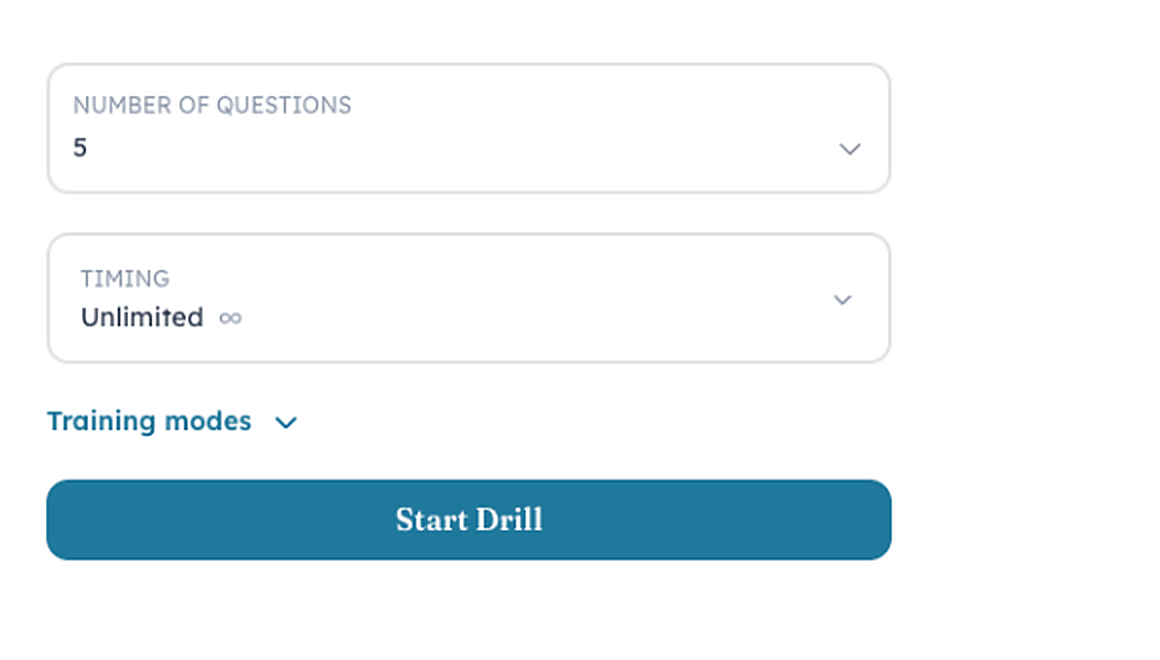 NUMBER OF QUESTIONS
5
TIMING
Unlimited ∞
Training modes
Start Drill